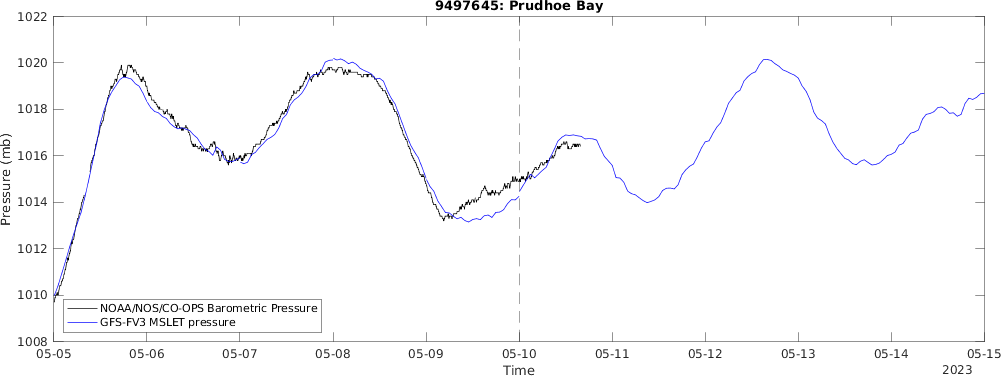 9497645: Prudhoe Bay
1022
1020
1018
1016
1014
1012
1010
1008
Pressure (mb)
NOAA/NOS/CO-OPS Barometric Pressure
GFS-FV3 MSLET pressure
05-05 05-06 05-07 05-08 05-09 05-10 05-11 05-12 05-13 05-14 05-15
Time
2023